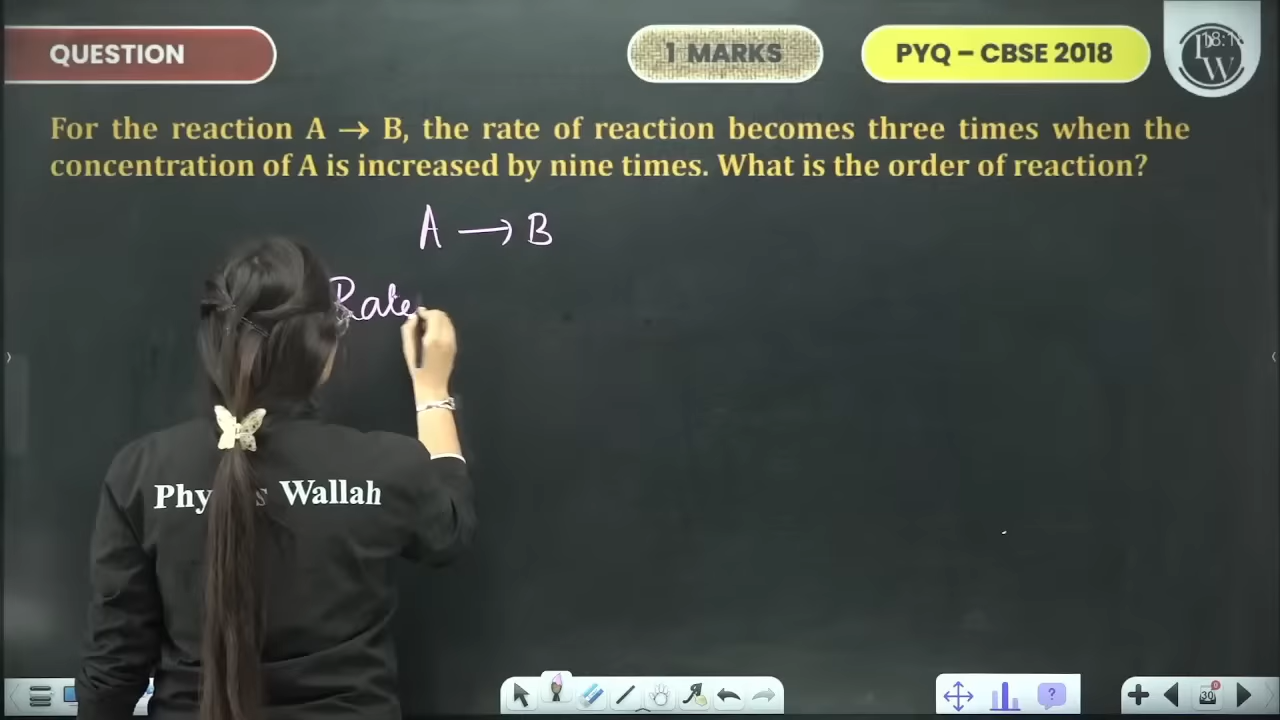 QUESTION
1 MARKS
PYQ – CBSE 2018
For the reaction A → B, the rate of reaction becomes three times when the
concentration of A is increased by nine times. What is the order of reaction?
A → B
Rate
Wallah
30